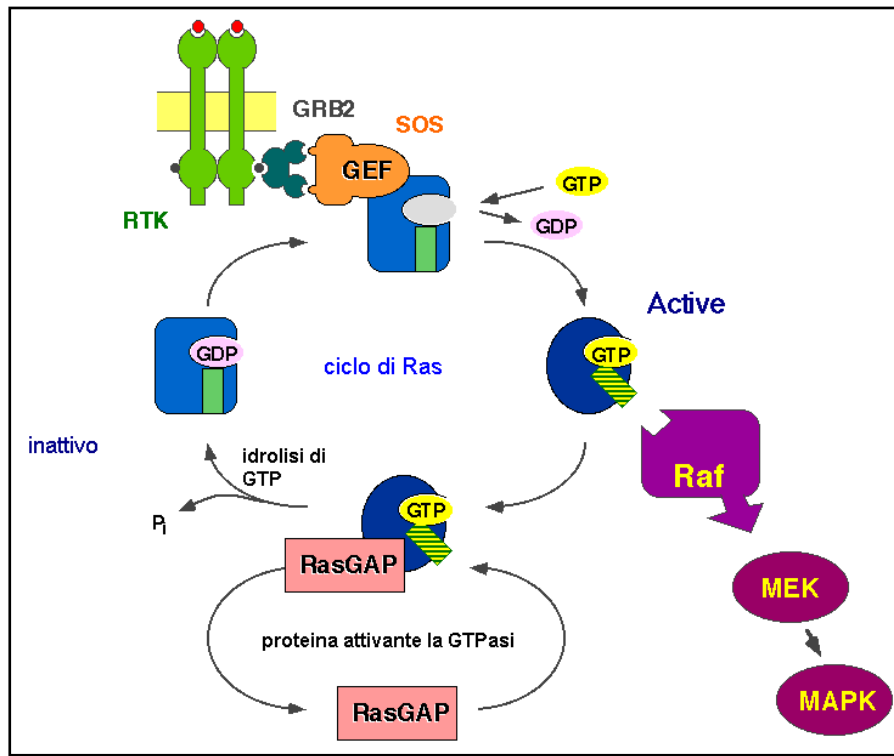 GRB2
SOS
GEF
GTP
RTK
GDP
Active
GDP
GTP
ciclo di Ras
inattivo
idrolisi di
GTP
Raf
GTP
Pi
RasGAP
MEK
proteina attivante la GTPasi
MAPK
RasGAP